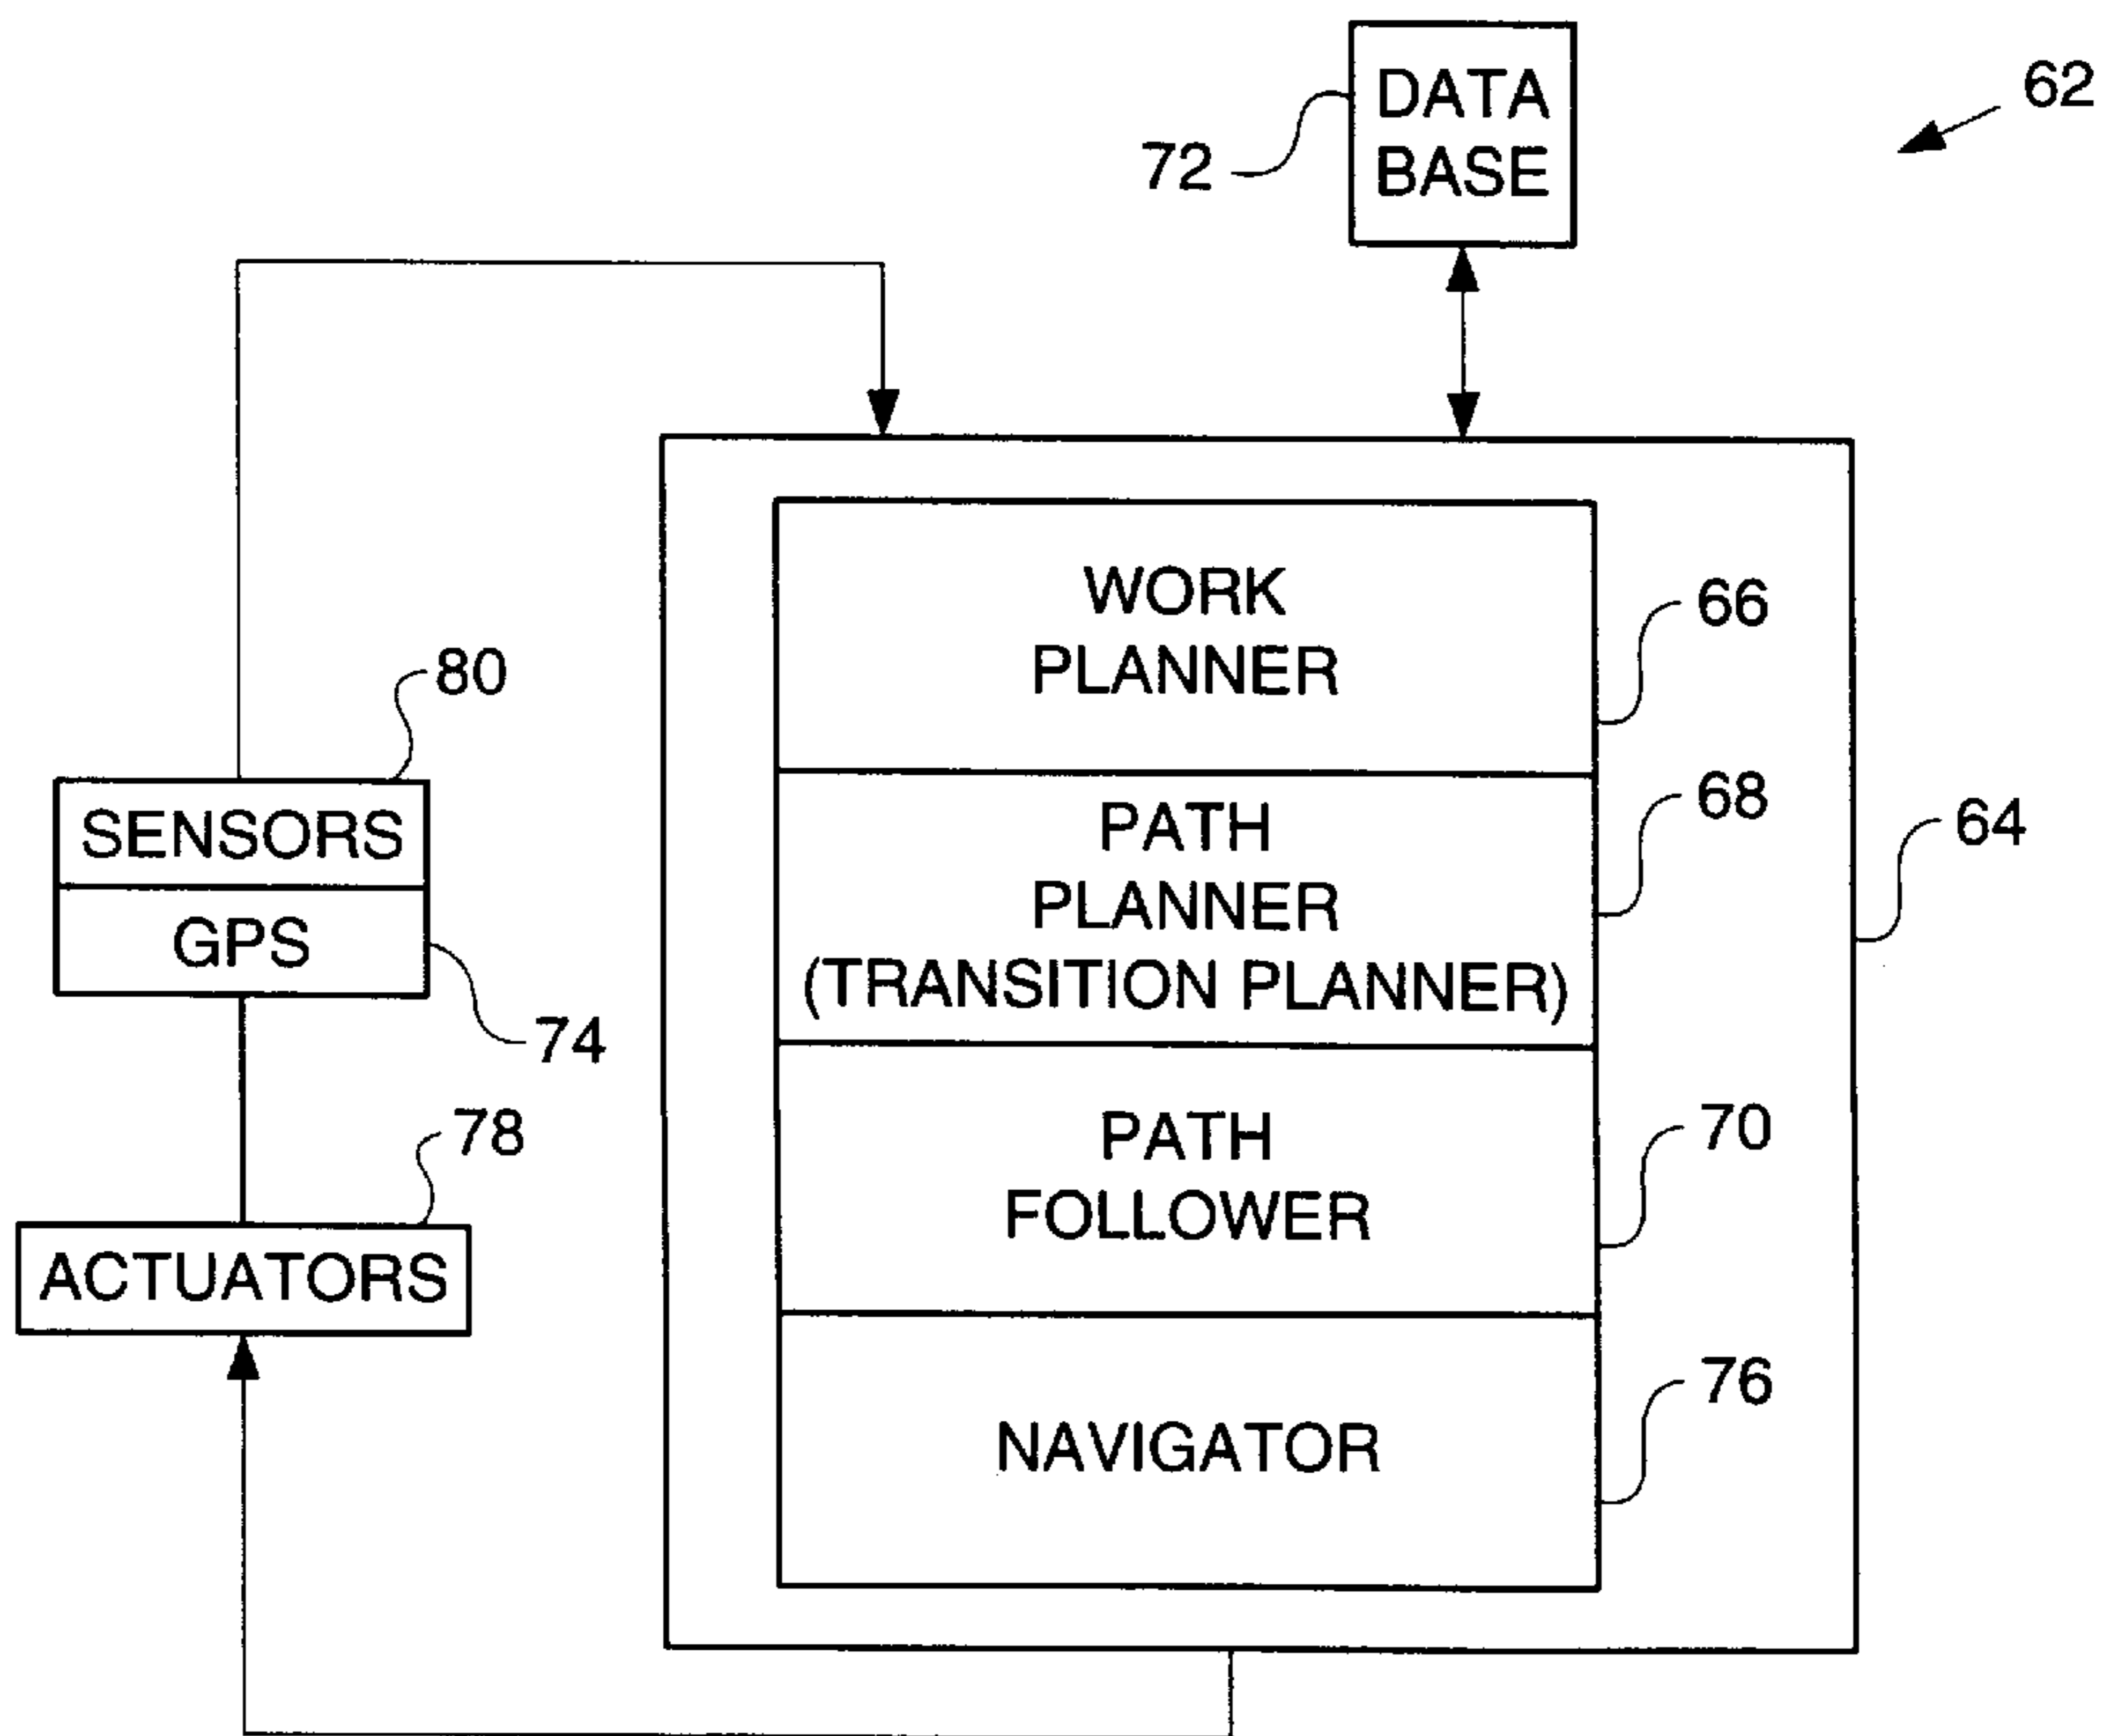 DATA
BASE
72
62
WORK
PLANNER
66
PATH
PLANNER
(TRANSITION PLANNER)
68
64
PATH
FOLLOWER
70
NAVIGATOR
76
80
SENSORS
GPS
74
78
ACTUATORS